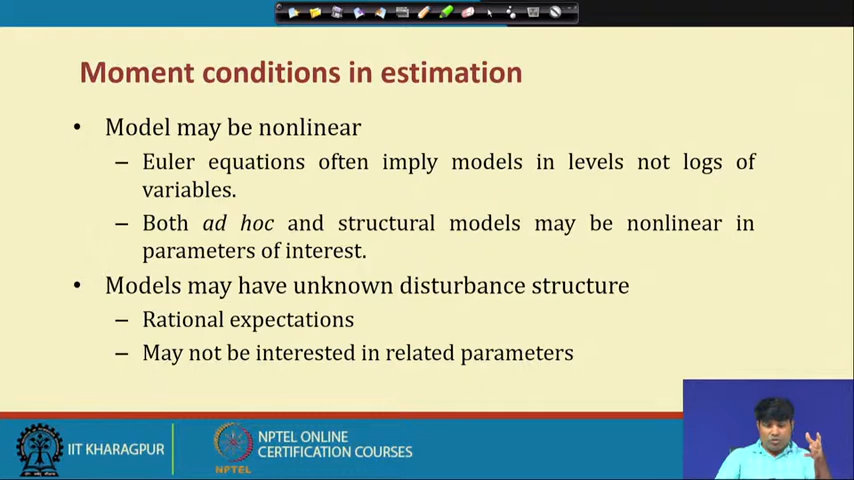 Moment conditions in estimation
• Model may be nonlinear
– Euler equations often imply models in levels not logs of
variables.
– Both ad hoc and structural models may be nonlinear in
parameters of interest.
• Models may have unknown disturbance structure
– Rational expectations
– May not be interested in related parameters
IIT KHARAGPUR
NPTEL
NPTEL ONLINE
CERTIFICATION COURSES